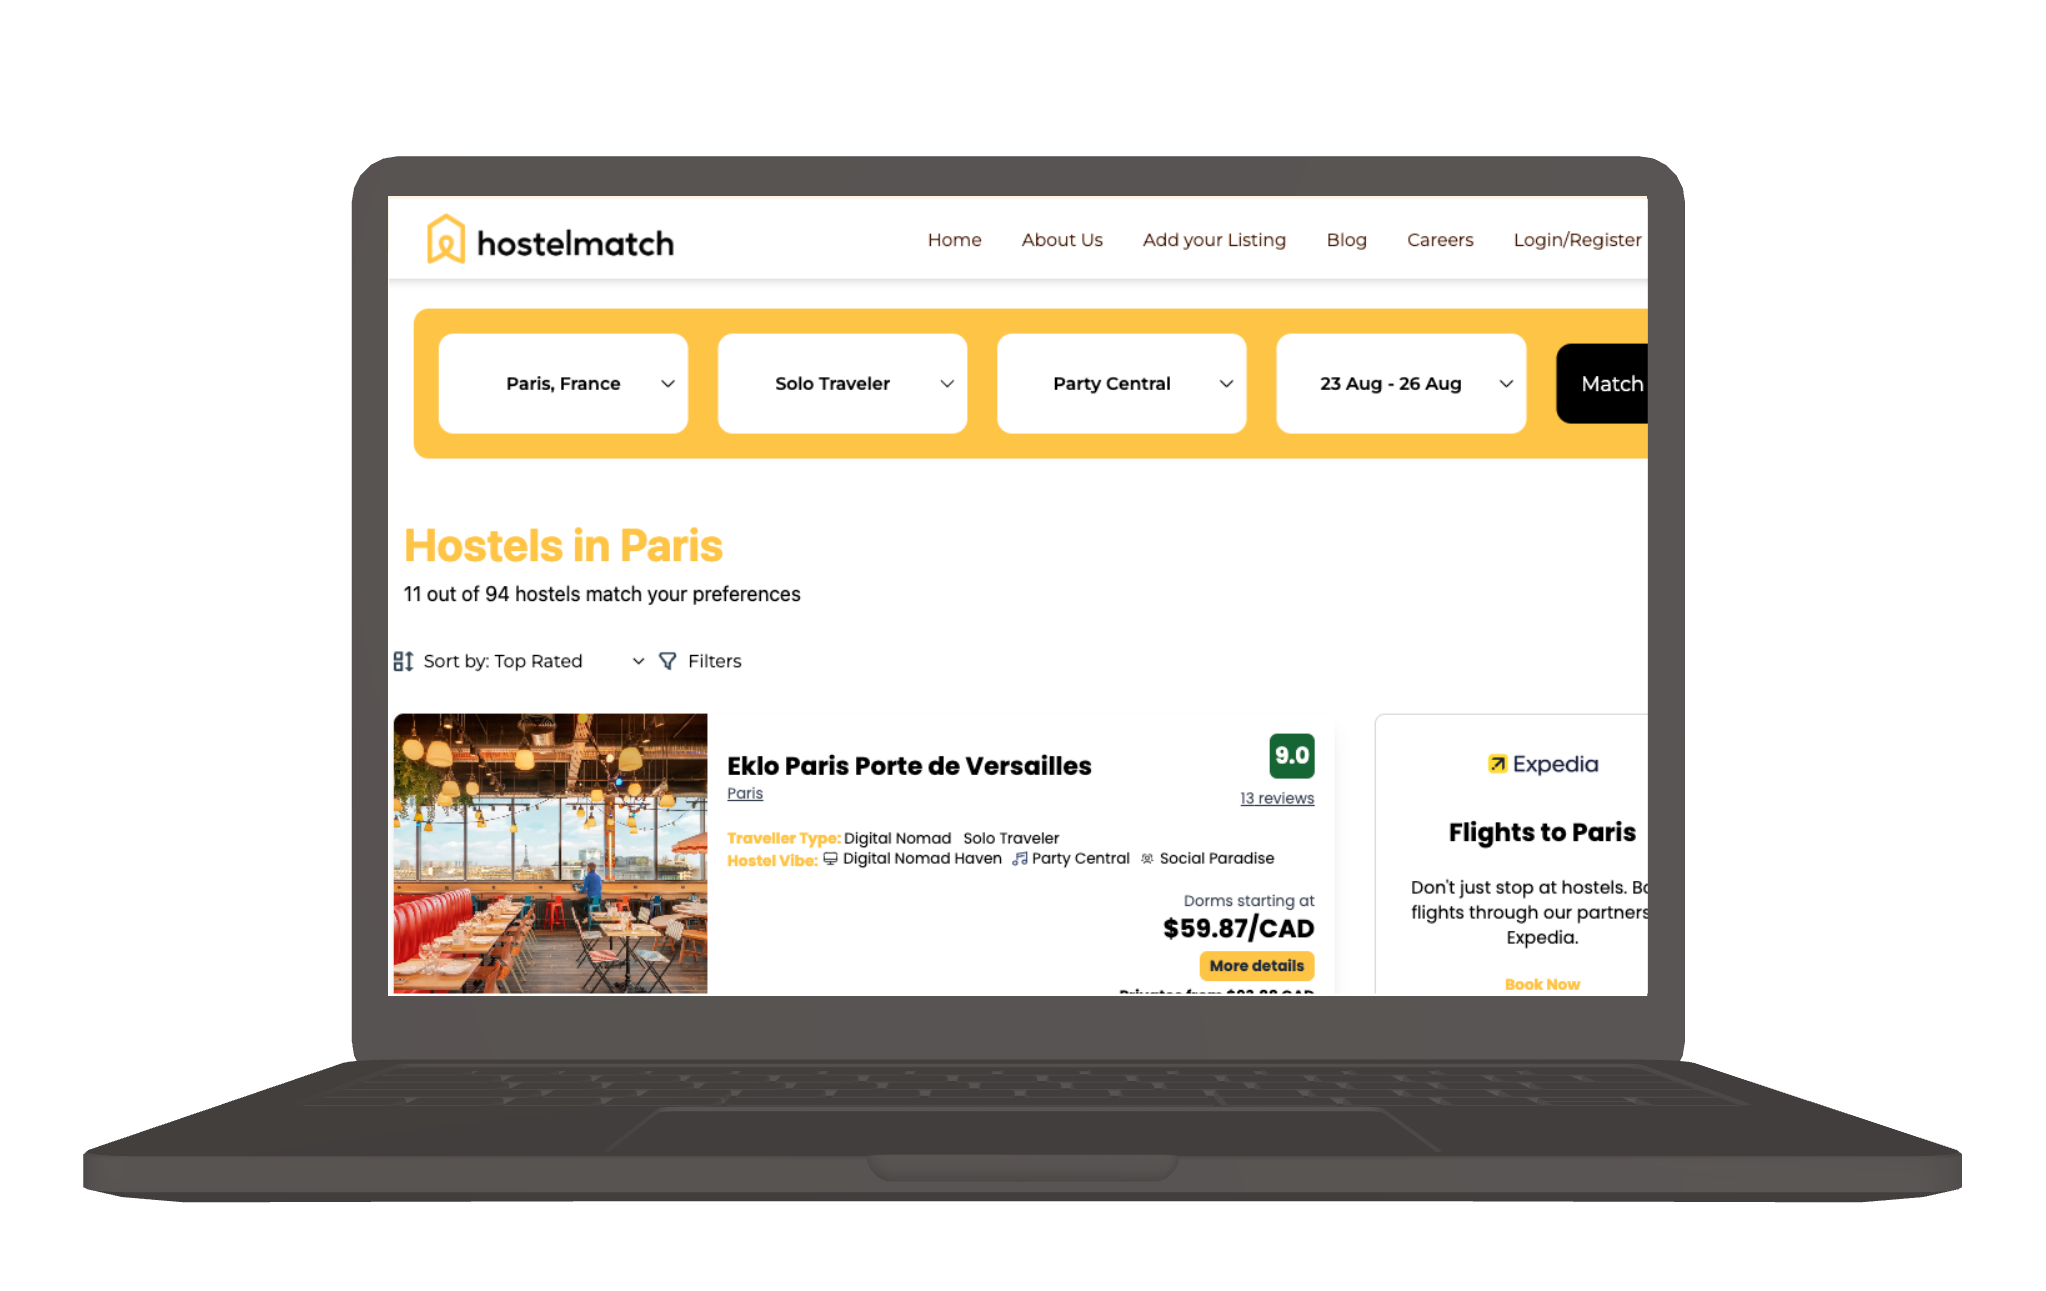 hostelmatch
Home About Us Add your Listing Blog Careers Login/Register
Paris, France Solo Traveler Party Central 23 Aug - 26 Aug Match
Hostels in Paris
11 out of 94 hostels match your preferences
Sort by: Top Rated Filters
Eklo Paris Porte de Versailles
Paris
9.0
13 reviews
Traveller Type: Digital Nomad Solo Traveler
Hostel Vibe: Digital Nomad Haven Party Central Social Paradise
Dorms starting at
$59.87/CAD
More details
Expedia
Flights to Paris
Don't just stop at hostels.
flights through our partners
Expedia.
Book Now